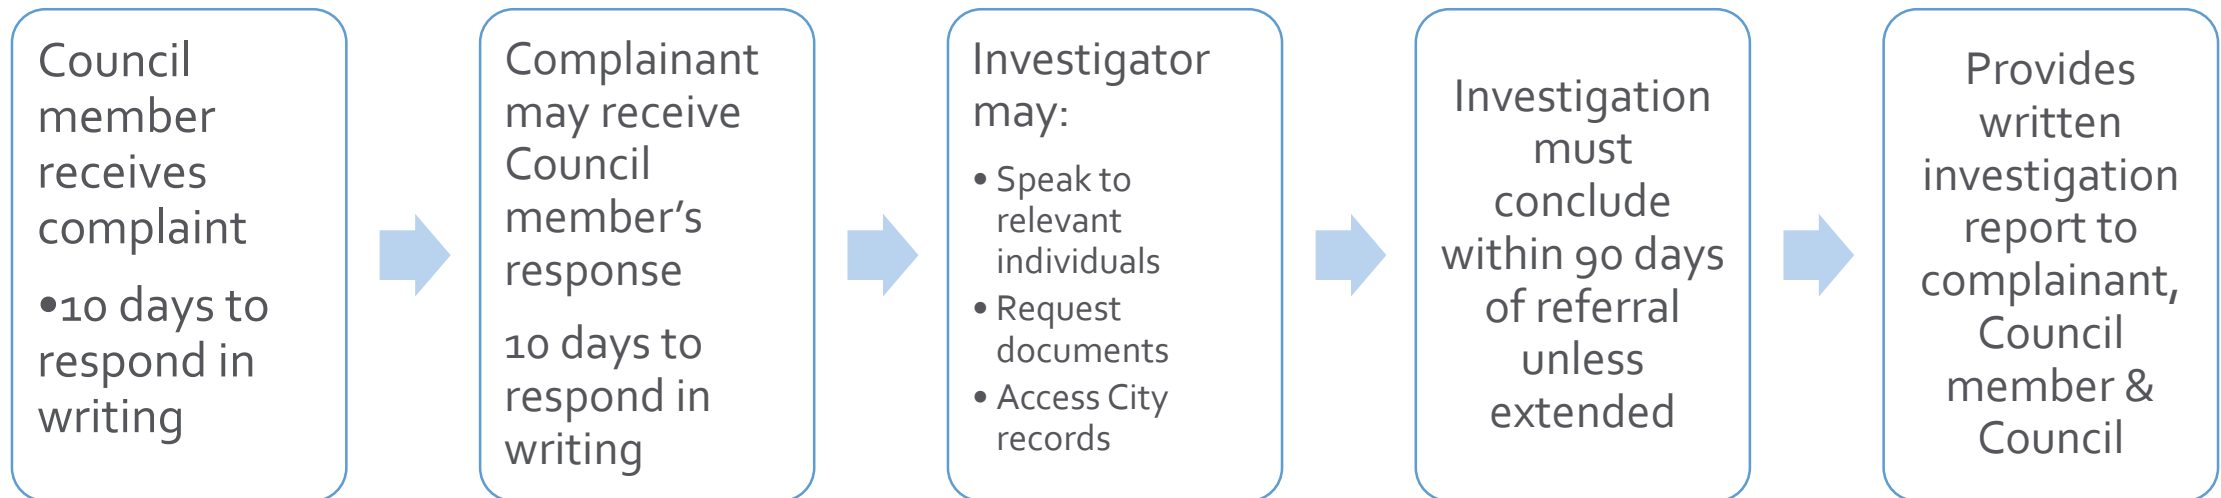 Council
member
receives
complaint
•10 days to
respond in
writing
Complainant
may receive
Council
member’s
response
10 days to
respond in
writing
Investigator
may:
• Speak to
relevant
individuals
• Request
documents
• Access City
records
Investigation
must
conclude
within 90 days
of referral
unless
extended
Provides
written
investigation
report to
complainant,
Council
member &
Council